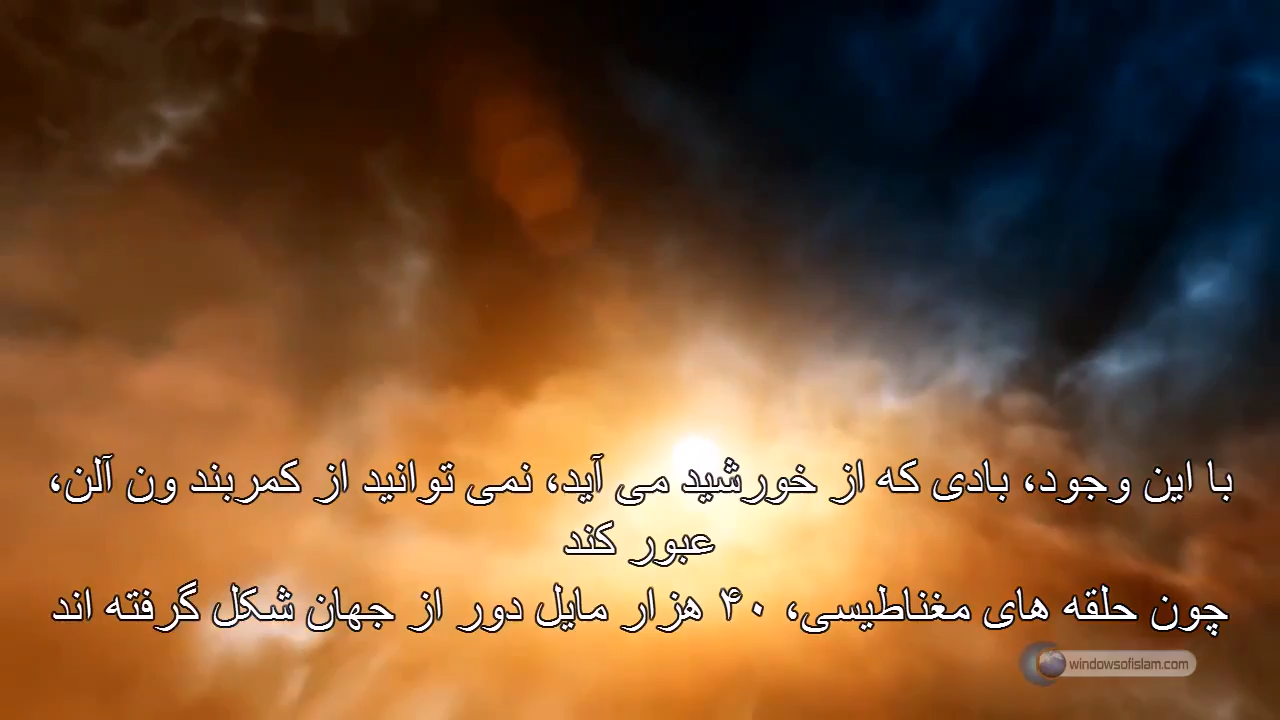 با این وجود، بادی که از خورشید می آید، نمی توانید از کمربند ون آلن،
عبور کند
چون حلقه های مغناطیسی، ۴۰ هزار مایل دور از جهان شکل گرفته اند
windowsofislam.com